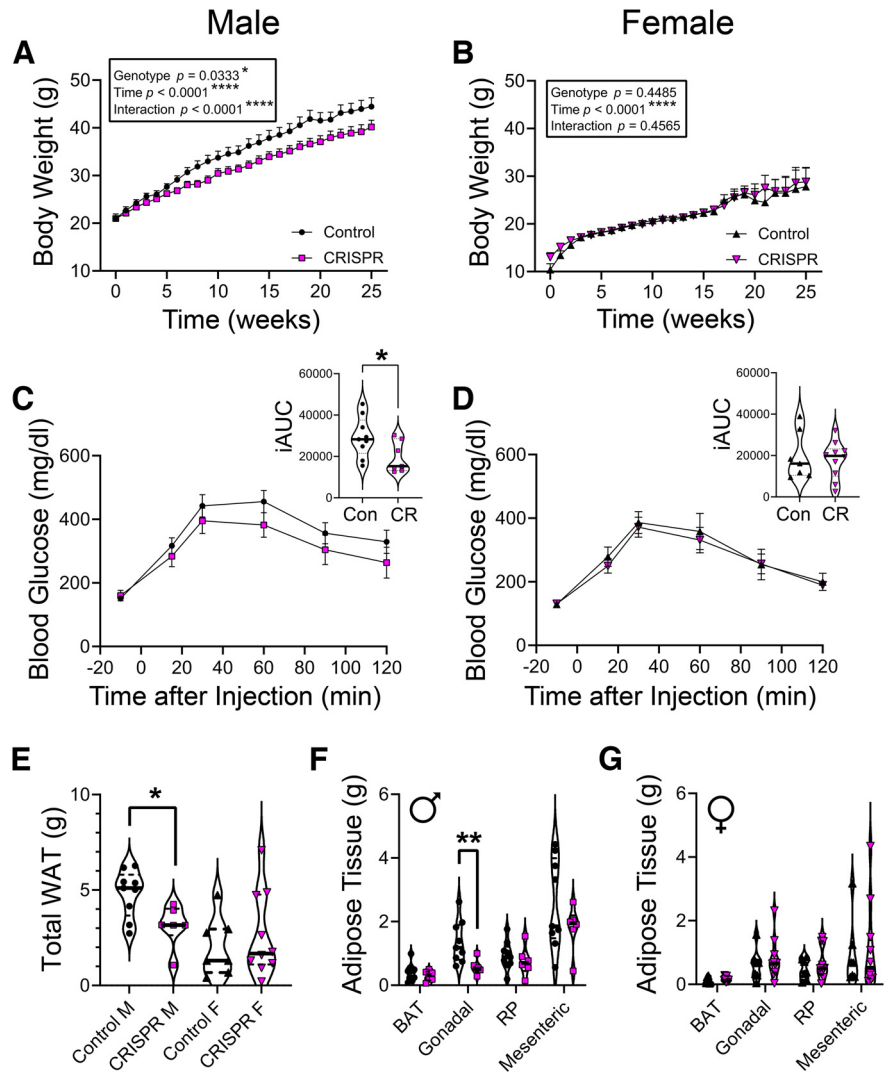 Male
Female
A
Genotype p = 0.0333 *
Time p < 0.0001 ****
Interaction p < 0.0001 ****
Body Weight (g)
50
40
30
20
10
Control
CRISPR
0
5
10
15
20
25
Time (weeks)
B
Genotype p = 0.4485
Time p < 0.0001 ****
Interaction p = 0.4565
Body Weight (g)
50
40
30
20
10
Control
CRISPR
0
5
10
15
20
25
Time (weeks)
C
Blood Glucose (mg/dl)
600
400
200
0
-20
0
20
40
60
80
100
120
Time after Injection (min)
iAUC
60000
40000
20000
0
*
Con
CR
D
Blood Glucose (mg/dl)
600
400
200
0
-20
0
20
40
60
80
100
120
Time after Injection (min)
iAUC
60000
40000
20000
0
Con
CR
E
Total WAT (g)
10
5
0
*
Control M
CRISPR M
Control F
CRISPR F
F
Adipose Tissue (g)
6
4
2
0
♂
**
BAT
Gonadal
RP
Mesenteric
G
Adipose Tissue (g)
6
4
2
0
♀
BAT
Gonadal
RP
Mesenteric